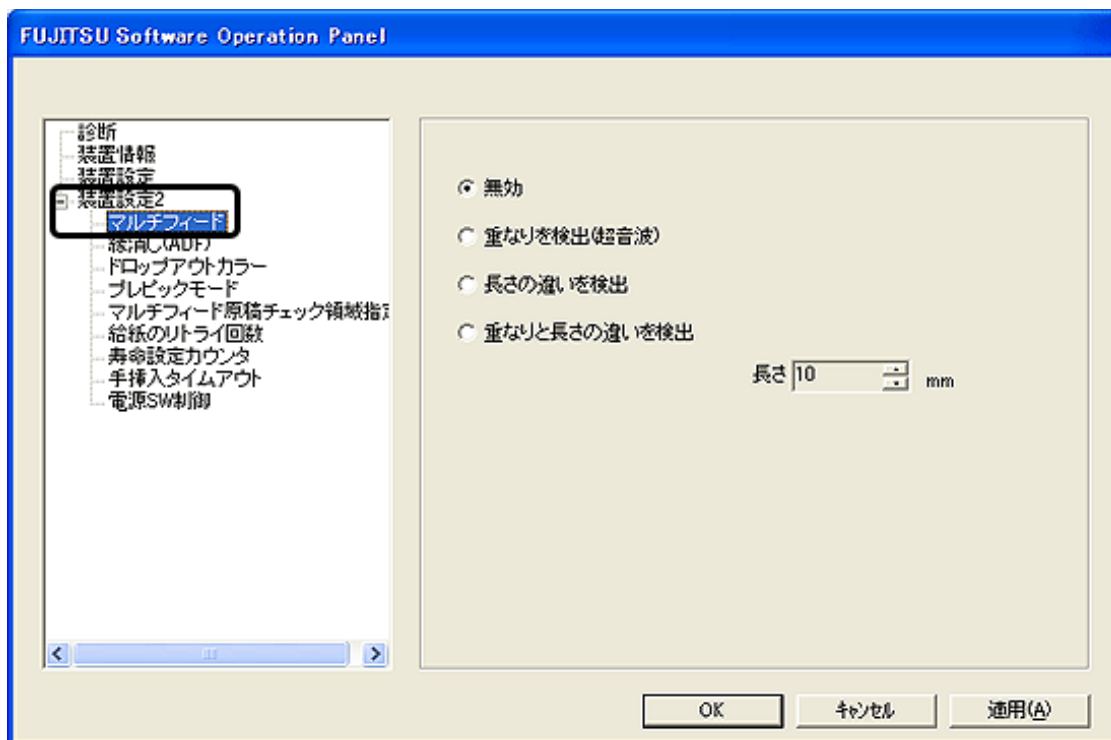 FUJITSU Software Operation Panel
診断
装置情報
装置設定
装置設定2
マルチフィード
縁消し(ADF)
ドロップアウトカラー
プレピックモード
マルチフィード原稿チェック領域指定
給紙のリトライ回数
寿命設定カウンタ
手挿入タイムアウト
電源SW制御
無効
重なりを検出(超音波)
長さの違いを検出
重なりと長さの違いを検出
長さ 10 mm
OK キャンセル 適用(A)